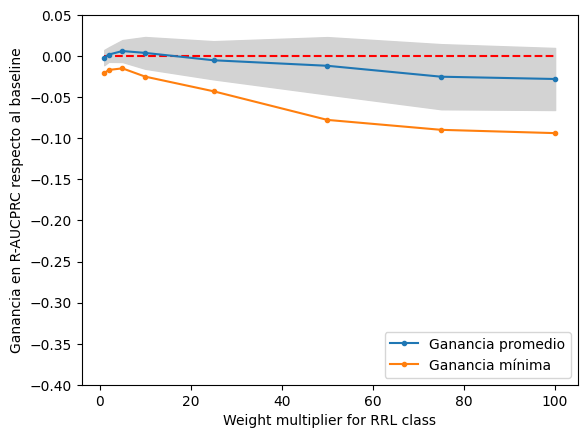 Ganancia en R-AUCPRC respecto al baseline
0.05
0.00
−0.05
−0.10
−0.15
−0.20
−0.25
−0.30
−0.35
−0.40
Ganancia promedio
Ganancia mínima
0 20 40 60 80 100
Weight multiplier for RRL class